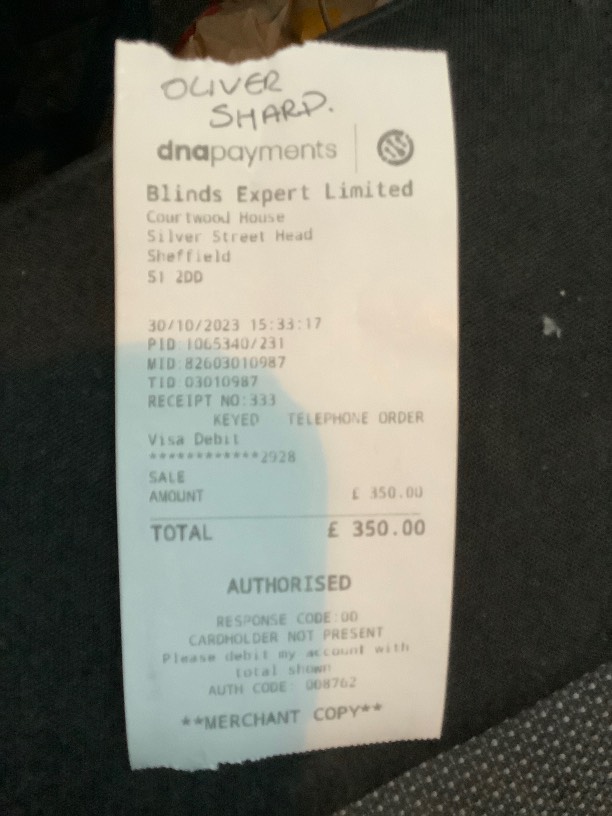 OLIVER
SHARP.
dnapayments
Blinds Expert Limited
Courtwood House
Silver Street Head
Sheffield
S1 2DD
30/10/2023 15:33:17
PID:1065340/231
MID:82603010987
TID:03010987
RECEIPT NO:333
KEYED TELEPHONE ORDER
Visa Debit
************2928
SALE
AMOUNT £ 350.00
TOTAL £ 350.00
AUTHORISED
RESPONSE CODE:00
CARDHOLDER NOT PRESENT
Please debit my account with
total shown
AUTH CODE: 008762
**MERCHANT COPY**